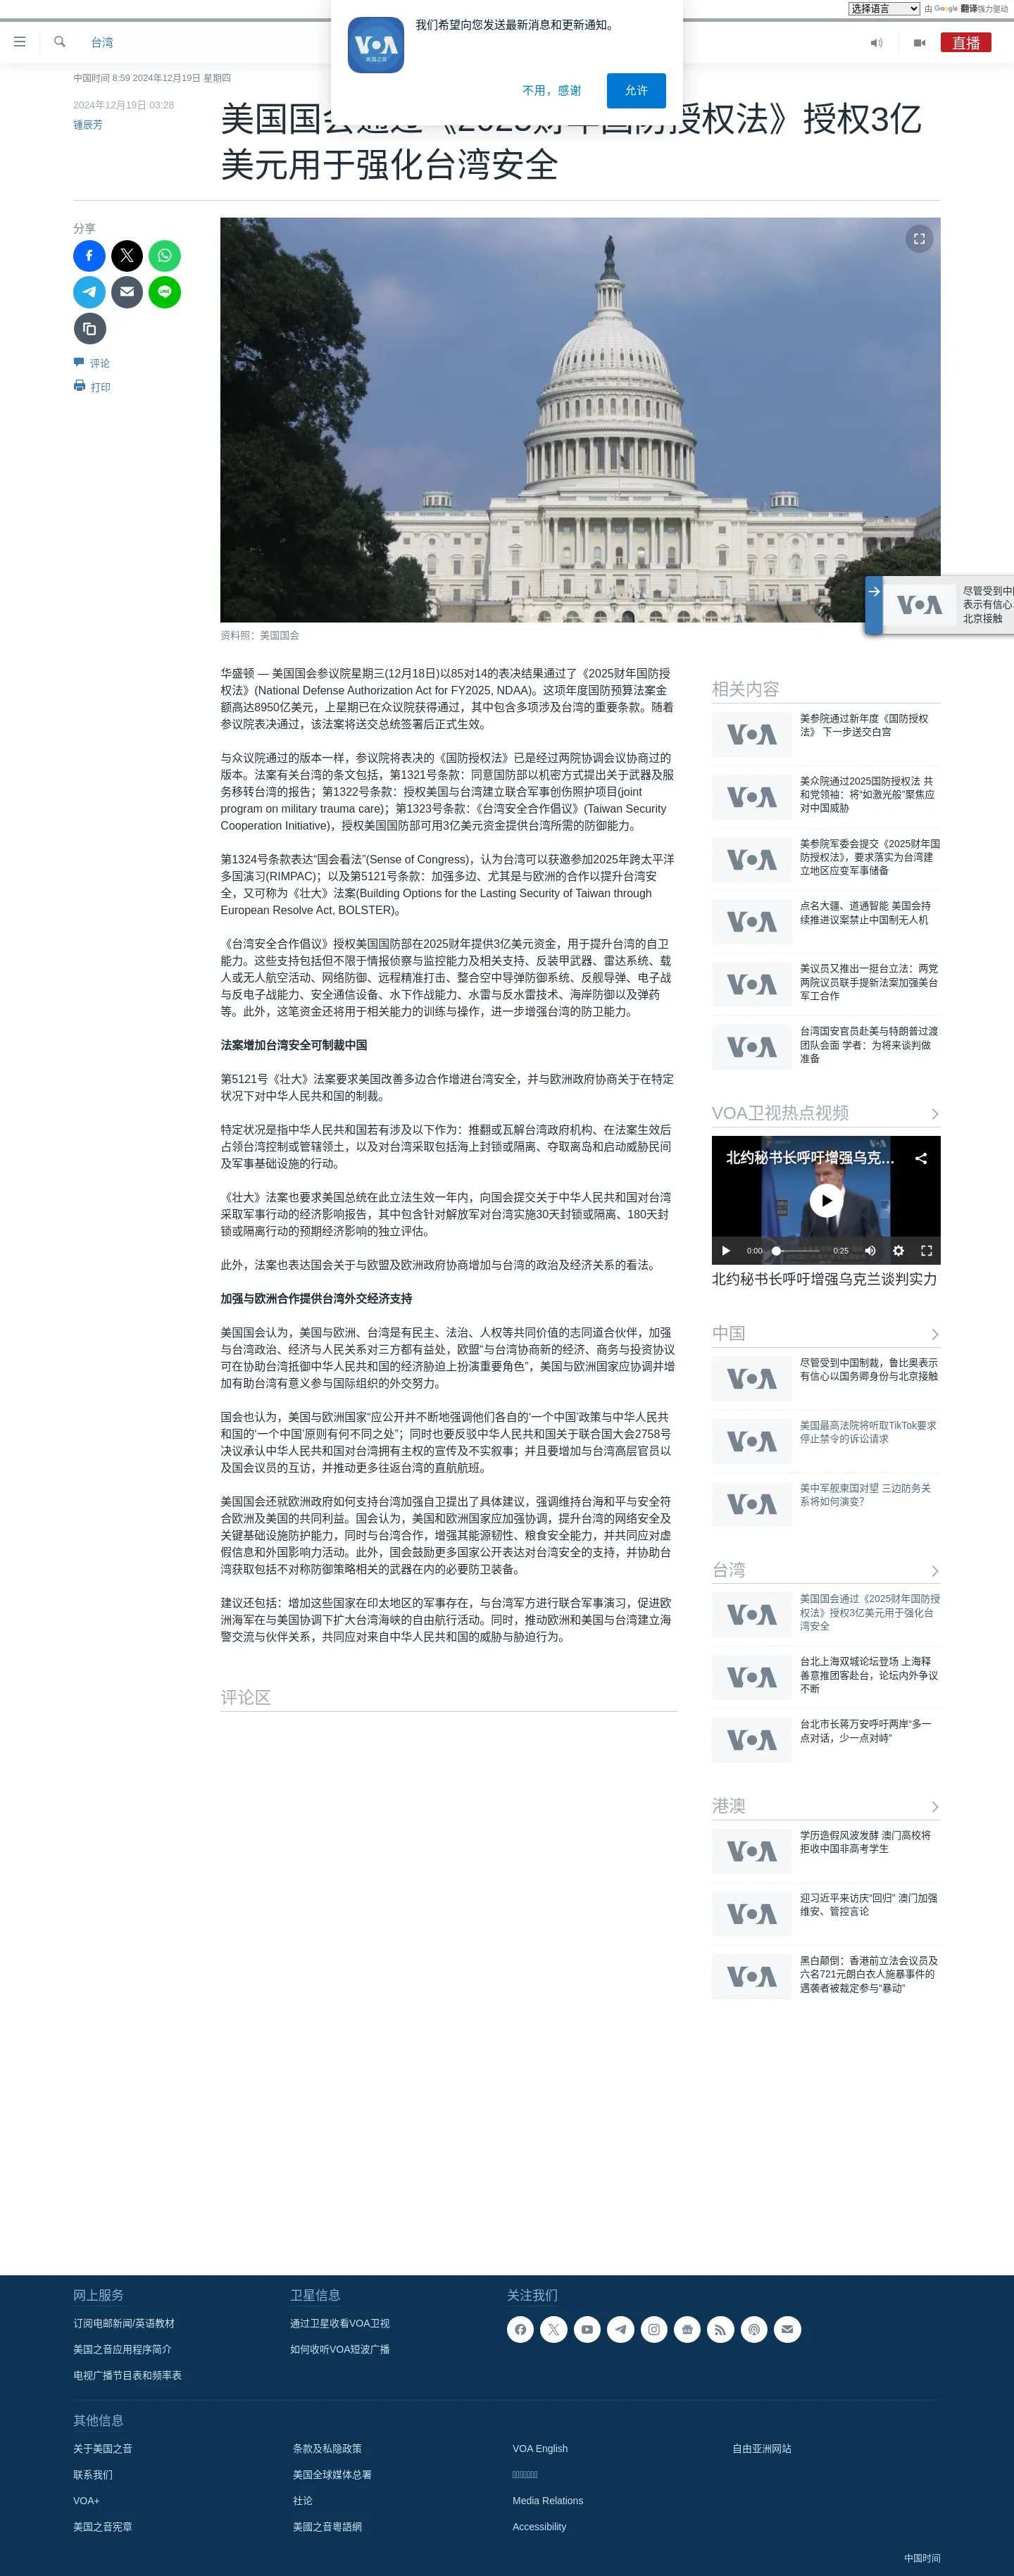 选择语言 由 Google 翻译强力驱动
我们希望向您发送最新消息和更新通知。
VOA
美国之音
不用，感谢
允许
台湾
直播
中国时间 8:59 2024年12月19日 星期四
2024年12月19日 03:28
锺辰芳
美国国会通过《2025财年国防授权法》授权3亿
美元用于强化台湾安全
分享
评论
打印
尽管受到中国
表示有信心
北京接触
VOA
资料照：美国国会
华盛顿 — 美国国会参议院星期三(12月18日)以85对14的表决结果通过了《2025财年国防授
权法》(National Defense Authorization Act for FY2025, NDAA)。这项年度国防预算法案金
额高达8950亿美元，上星期已在众议院获得通过，其中包含多项涉及台湾的重要条款。随着
参议院表决通过，该法案将送交总统签署后正式生效。
与众议院通过的版本一样，参议院将表决的《国防授权法》已是经过两院协调会议协商过的
版本。法案有关台湾的条文包括，第1321号条款：同意国防部以机密方式提出关于武器及服
务移转台湾的报告；第1322号条款：授权美国与台湾建立联合军事创伤照护项目(joint
program on military trauma care)；第1323号条款：《台湾安全合作倡议》(Taiwan Security
Cooperation Initiative)，授权美国国防部可用3亿美元资金提供台湾所需的防御能力。
第1324号条款表达“国会看法”(Sense of Congress)，认为台湾可以获邀参加2025年跨太平洋
多国演习(RIMPAC)；以及第5121号条款：加强多边、尤其是与欧洲的合作以提升台湾安
全，又可称为《壮大》法案(Building Options for the Lasting Security of Taiwan through
European Resolve Act, BOLSTER)。
《台湾安全合作倡议》授权美国国防部在2025财年提供3亿美元资金，用于提升台湾的自卫
能力。这些支持包括但不限于情报侦察与监控能力及相关支持、反装甲武器、雷达系统、载
人或无人航空活动、网络防御、远程精准打击、整合空中导弹防御系统、反舰导弹、电子战
与反电子战能力、安全通信设备、水下作战能力、水雷与反水雷技术、海岸防御以及弹药
等。此外，这笔资金还将用于相关能力的训练与操作，进一步增强台湾的防卫能力。
法案增加台湾安全可制裁中国
第5121号《壮大》法案要求美国改善多边合作增进台湾安全，并与欧洲政府协商关于在特定
状况下对中华人民共和国的制裁。
特定状况是指中华人民共和国若有涉及以下作为：推翻或瓦解台湾政府机构、在法案生效后
占领台湾控制或管辖领土，以及对台湾采取包括海上封锁或隔离、夺取离岛和启动威胁民间
及军事基础设施的行动。
《壮大》法案也要求美国总统在此立法生效一年内，向国会提交关于中华人民共和国对台湾
采取军事行动的经济影响报告，其中包含针对解放军对台湾实施30天封锁或隔离、180天封
锁或隔离行动的预期经济影响的独立评估。
此外，法案也表达国会关于与欧盟及欧洲政府协商增加与台湾的政治及经济关系的看法。
加强与欧洲合作提供台湾外交经济支持
美国国会认为，美国与欧洲、台湾是有民主、法治、人权等共同价值的志同道合伙伴，加强
与台湾政治、经济与人民关系对三方都有益处，欧盟“与台湾协商新的经济、商务与投资协议
可在协助台湾抵御中华人民共和国的经济胁迫上扮演重要角色”，美国与欧洲国家应协调并增
加有助台湾有意义参与国际组织的外交努力。
国会也认为，美国与欧洲国家“应公开并不断地强调他们各自的‘一个中国’政策与中华人民共
和国的‘一个中国’原则有何不同之处”；同时也要反驳中华人民共和国关于联合国大会2758号
决议承认中华人民共和国对台湾拥有主权的宣传及不实叙事；并且要增加与台湾高层官员以
及国会议员的互访，并推动更多往返台湾的直航航班。
美国国会还就欧洲政府如何支持台湾加强自卫提出了具体建议，强调维持台海和平与安全符
合欧洲及美国的共同利益。国会认为，美国和欧洲国家应加强协调，提升台湾的网络安全及
关键基础设施防护能力，同时与台湾合作，增强其能源韧性、粮食安全能力，并共同应对虚
假信息和外国影响力活动。此外，国会鼓励更多国家公开表达对台湾安全的支持，并协助台
湾获取包括不对称防御策略相关的武器在内的必要防卫装备。
建议还包括：增加这些国家在印太地区的军事存在，与台湾军方进行联合军事演习，促进欧
洲海军在与美国协调下扩大台湾海峡的自由航行活动。同时，推动欧洲和美国与台湾建立海
警交流与伙伴关系，共同应对来自中华人民共和国的威胁与胁迫行为。
评论区
相关内容
美参院通过新年度《国防授权
法》 下一步送交白宫
美众院通过2025国防授权法 共
和党领袖：将“如激光般”聚焦应
对中国威胁
美参院军委会提交《2025财年国
防授权法》，要求落实为台湾建
立地区应变军事储备
点名大疆、道通智能 美国会持
续推进议案禁止中国制无人机
美议员又推出一挺台立法：两党
两院议员联手提新法案加强美台
军工合作
台湾国安官员赴美与特朗普过渡
团队会面 学者：为将来谈判做
准备
VOA卫视热点视频
北约秘书长呼吁增强乌克...
0:00 0:25
北约秘书长呼吁增强乌克兰谈判实力
中国
尽管受到中国制裁，鲁比奥表示
有信心以国务卿身份与北京接触
美国最高法院将听取TikTok要求
停止禁令的诉讼请求
美中军舰柬国对望 三边防务关
系将如何演变？
台湾
美国国会通过《2025财年国防授
权法》授权3亿美元用于强化台
湾安全
台北上海双城论坛登场 上海释
善意推团客赴台，论坛内外争议
不断
台北市长蒋万安呼吁两岸“多一
点对话，少一点对峙”
港澳
学历造假风波发酵 澳门高校将
拒收中国非高考学生
迎习近平来访庆“回归” 澳门加强
维安、管控言论
黑白颠倒：香港前立法会议员及
六名721元朗白衣人施暴事件的
遇袭者被裁定参与“暴动”
网上服务
订阅电邮新闻/英语教材
美国之音应用程序简介
电视广播节目表和频率表
卫星信息
通过卫星收看VOA卫视
如何收听VOA短波广播
关注我们
其他信息
关于美国之音
联系我们
VOA+
美国之音宪章
条款及私隐政策
美国全球媒体总署
社论
美國之音粵語網
VOA English
Media Relations
Accessibility
自由亚洲网站
中国时间